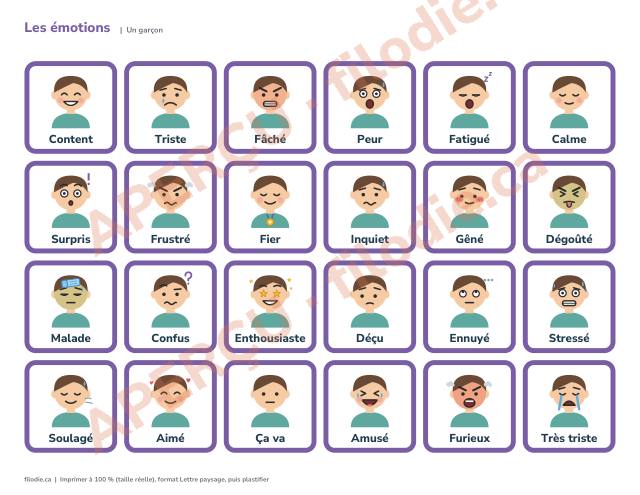 Les émotions | Un garçon
Content Triste Fâché Peur Fatigué Calme
Surpris Frustré Fier Inquiet Gêné Dégoûté
Malade Confus Enthousiaste Déçu Ennuyé Stressé
Soulagé Aimé Ça va Amusé Furieux Très triste
APERÇU · filodie.ca
APERÇU · filodie.ca
filodie.ca | Imprimer à 100 % (taille réelle), format Lettre paysage, puis plastifier